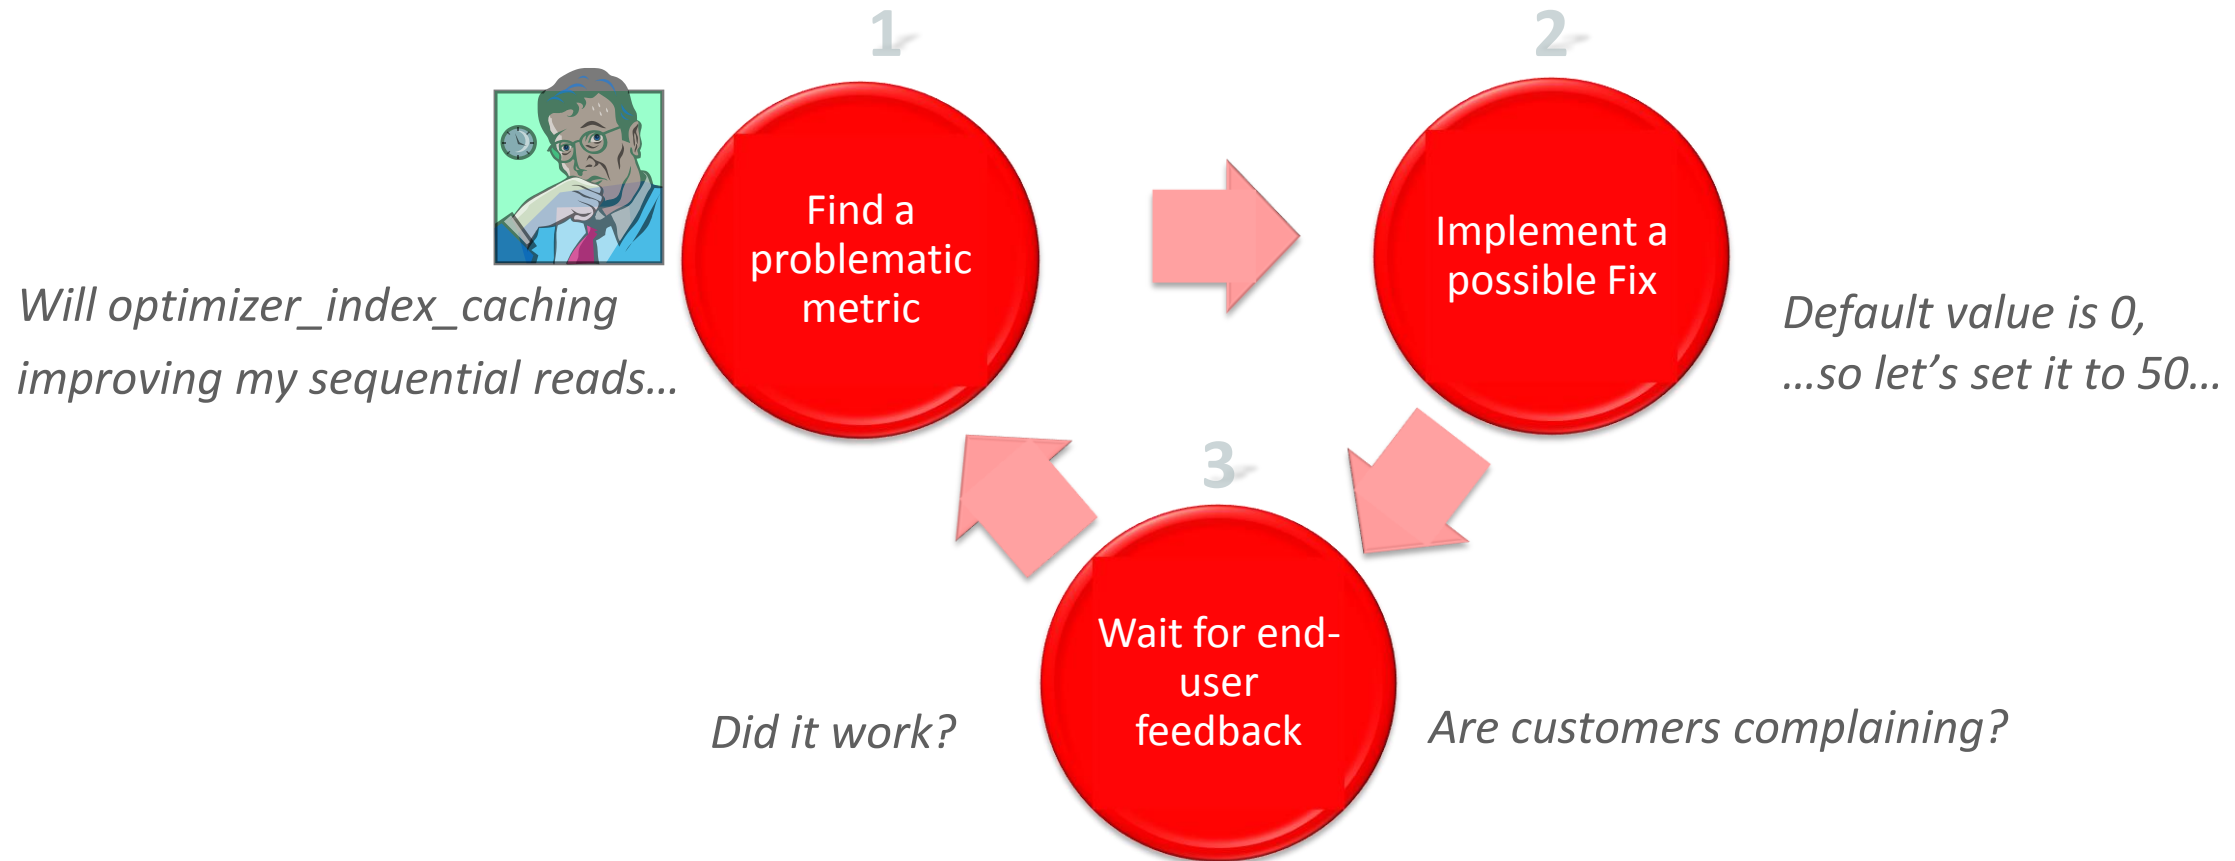 1
2
Find a
problematic
metric
Implement a
possible Fix
Will optimizer_index_caching
improving my sequential reads…
Default value is 0,
…so let’s set it to 50…
3
Wait for end-
user
feedback
Did it work?
Are customers complaining?